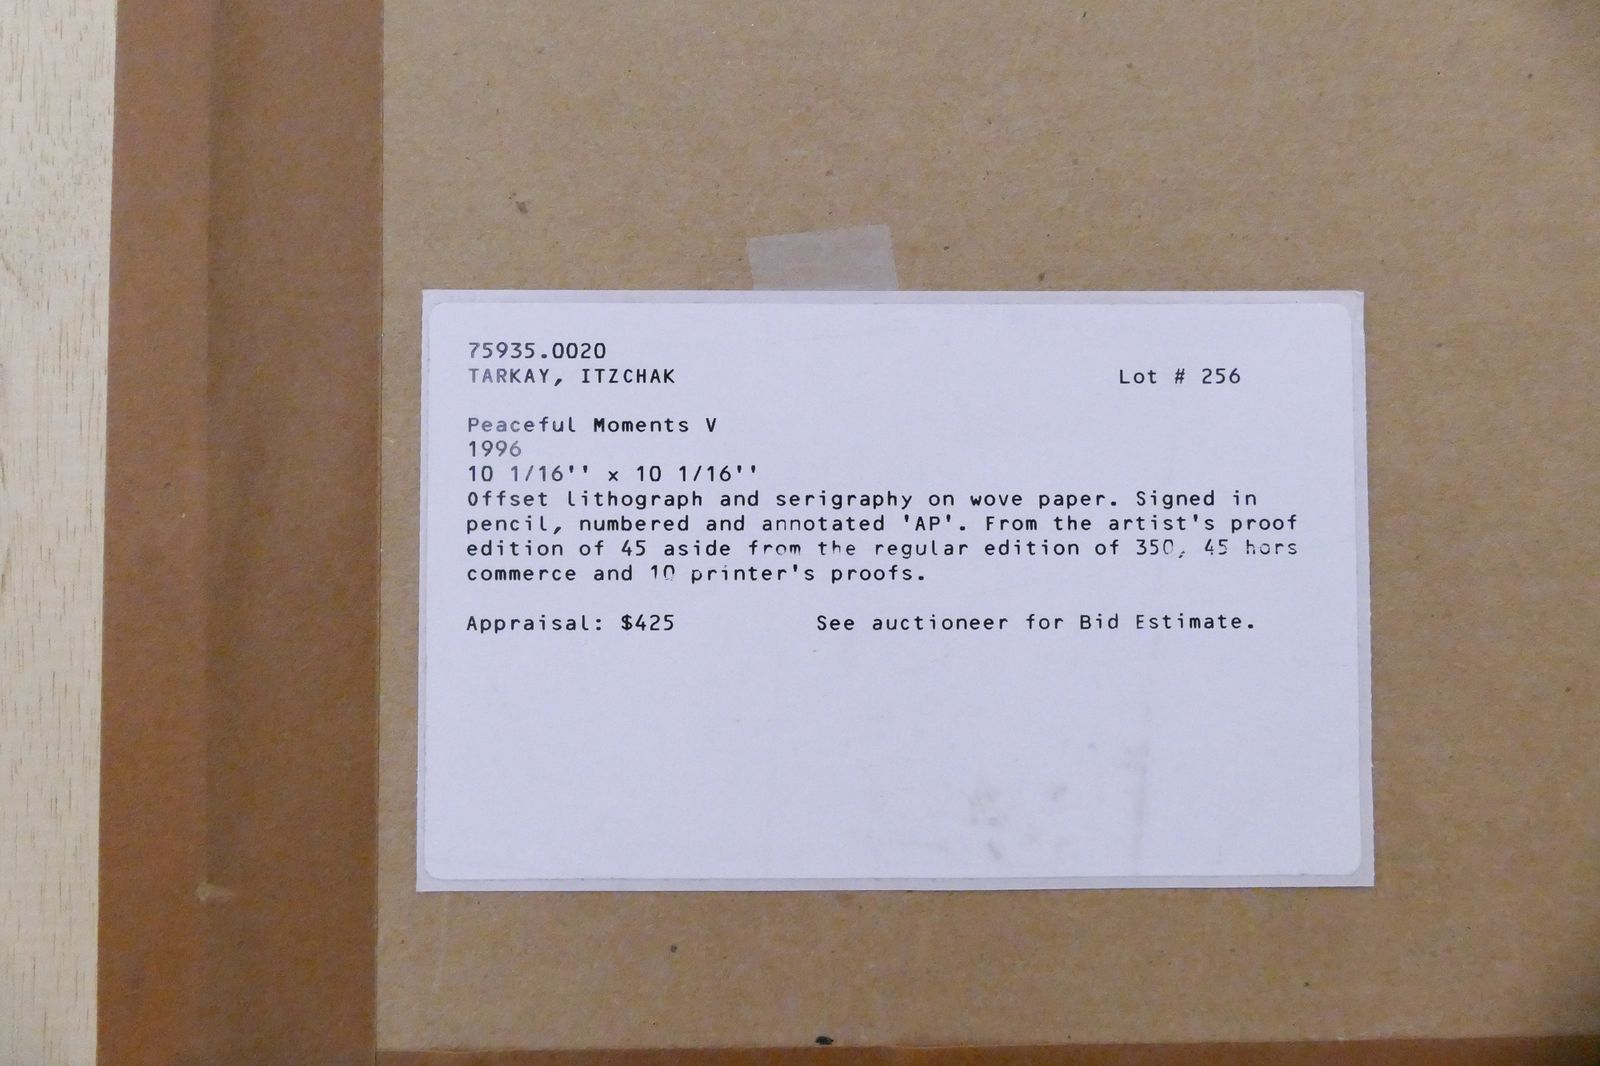 75935.0020
TARKAY, ITZCHAK Lot # 256
Peaceful Moments V
1996
10 1/16'' x 10 1/16''
Offset lithograph and serigraphy on wove paper. Signed in
pencil, numbered and annotated 'AP'. From the artist's proof
edition of 45 aside from the regular edition of 350, 45 hors
commerce and 10 printer's proofs.
Appraisal: $425 See auctioneer for Bid Estimate.